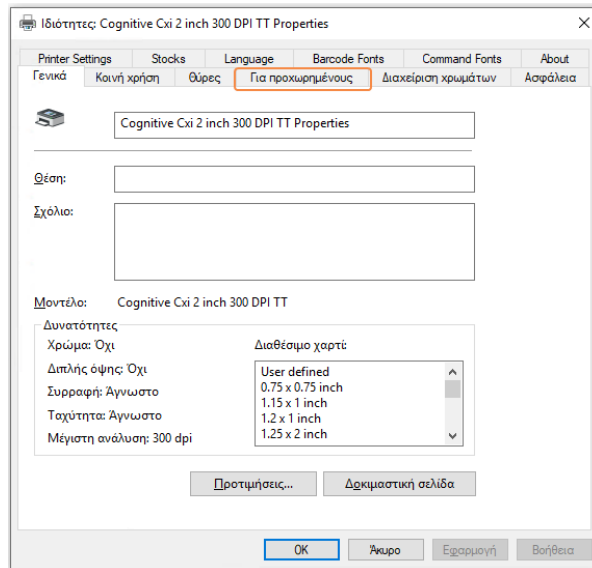 Ιδιότητες: Cognitive Cxi 2 inch 300 DPI TT Properties
Printer Settings Stocks Language Barcode Fonts Command Fonts About
Γενικά Κοινή χρήση Θύρες Για προχωρημένους Διαχείριση χρωμάτων Ασφάλεια
Cognitive Cxi 2 inch 300 DPI TT Properties
Θέση:
Σχόλιο:
Μοντέλο: Cognitive Cxi 2 inch 300 DPI TT
Δυνατότητες
Χρώμα: Όχι Διαθέσιμο χαρτί:
Διπλής όψης: Όχι
User defined
Συρραφή: Άγνωστο
0.75 x 0.75 inch
1.15 x 1 inch
Ταχύτητα: Άγνωστο
1.2 x 1 inch
Μέγιστη ανάλυση: 300 dpi
1.25 x 2 inch
Προτιμήσεις... Δοκιμαστική σελίδα
OK Άκυρο Εφαρμογή Βοήθεια